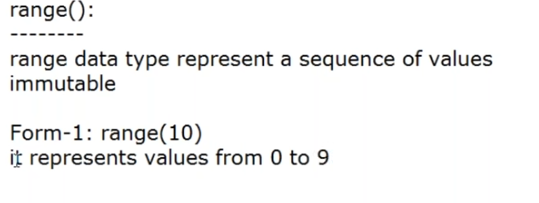 range():
--------
range data type represent a sequence of values
immutable
Form-1: range(10)
it represents values from 0 to 9